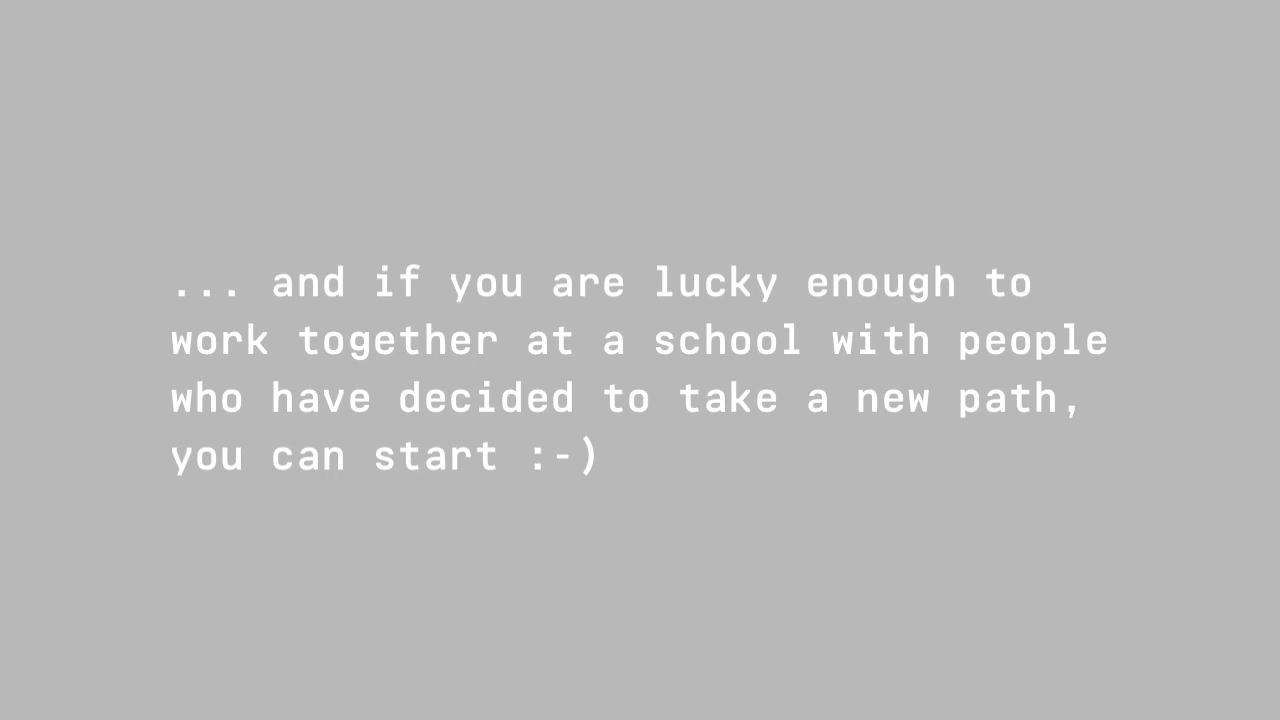 ... and if you are lucky enough to
work together at a school with people
who have decided to take a new path,
you can start :-)